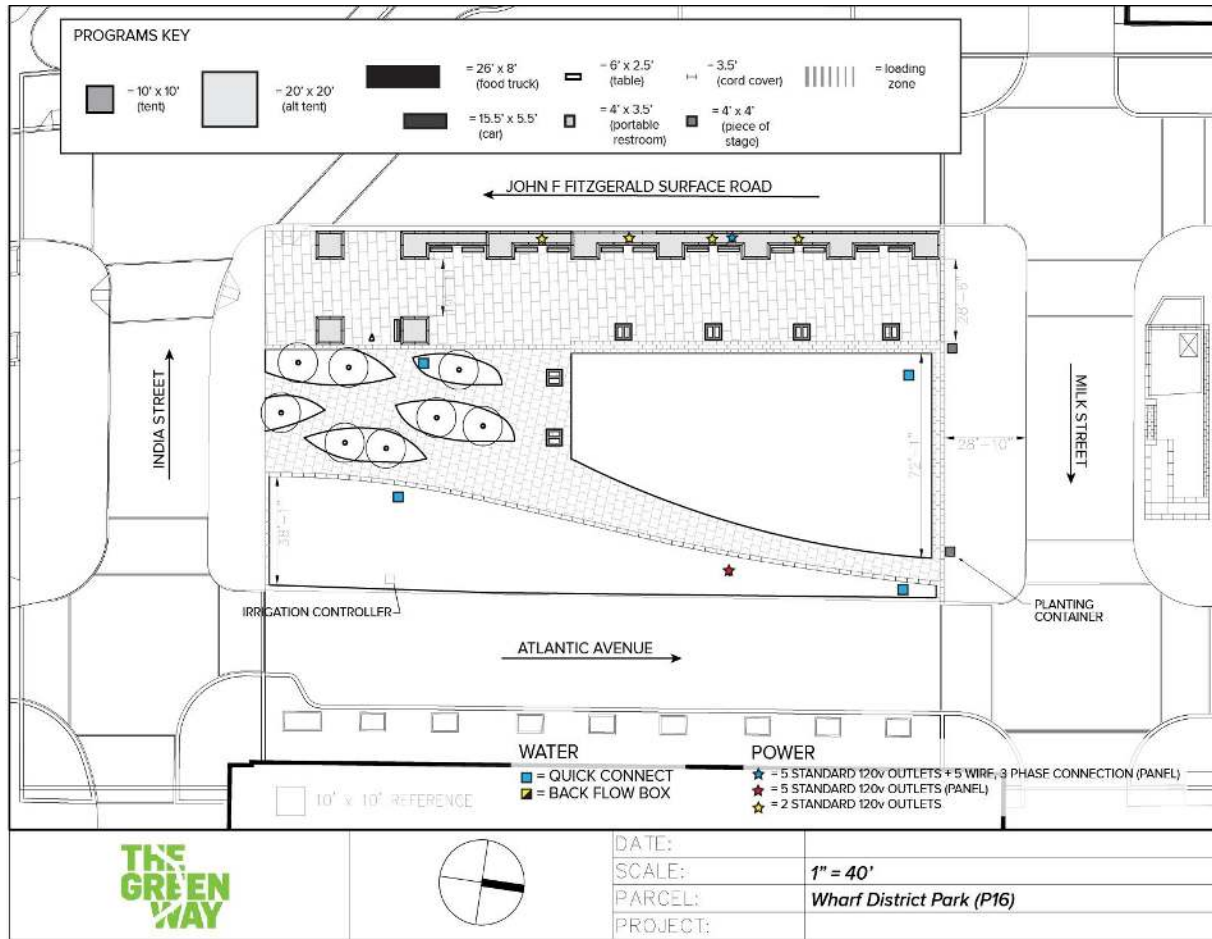 PROGRAMS KEY
= 10' x 10'
(tent)
= 20' x 20'
(alt tent)
= 26' x 8'
(food truck)
= 15.5' x 5.5'
(car)
= 6' x 2.5'
(table)
= 4' x 3.5'
(portable
restroom)
= 3.5'
(cord cover)
= 4' x 4'
(piece of
stage)
= loading
zone
JOHN F FITZGERALD SURFACE ROAD
INDIA STREET
MILK STREET
28'-10"
38'-1"
IRRIGATION CONTROLLER
PLANTING
CONTAINER
ATLANTIC AVENUE
10' x 10' REFERENCE
WATER
= QUICK CONNECT
= BACK FLOW BOX
POWER
= 5 STANDARD 120v OUTLETS + 5 WIRE, 3 PHASE CONNECTION (PANEL)
= 5 STANDARD 120v OUTLETS (PANEL)
= 2 STANDARD 120v OUTLETS
THE
GREEN
WAY
DATE:
SCALE: 1" = 40'
PARCEL: Wharf District Park (P16)
PROJECT: